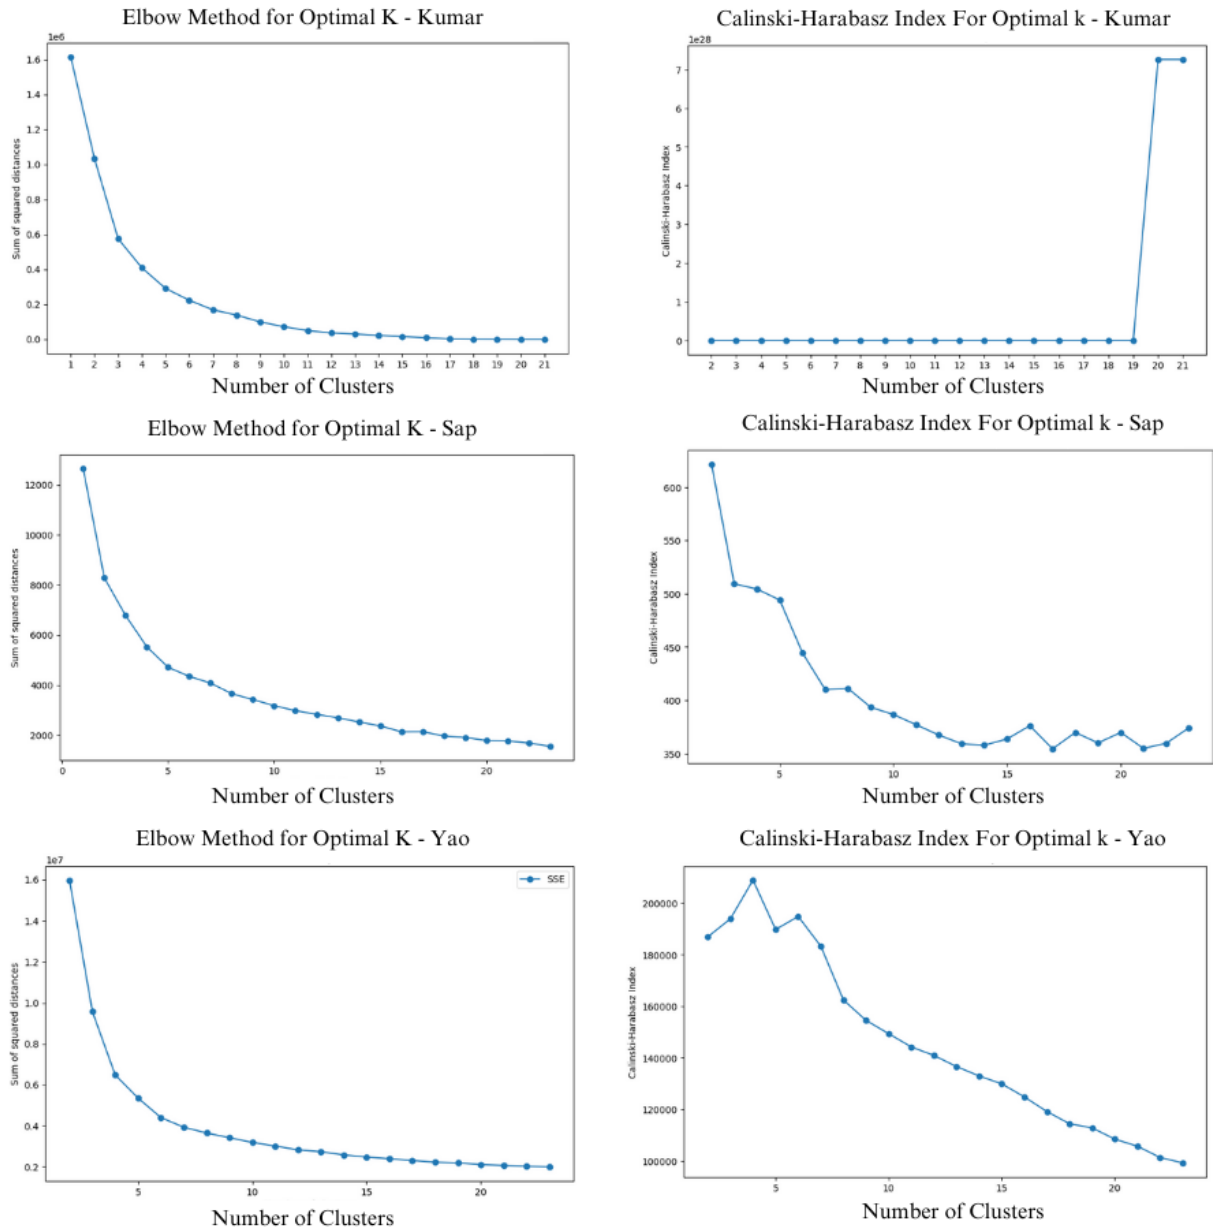 Elbow Method for Optimal K - Kumar
1e6
1.6
1.4
1.2
1.0
0.8
0.6
0.4
0.2
0.0
Sum of squared distances
1 2 3 4 5 6 7 8 9 10 11 12 13 14 15 16 17 18 19 20 21
Number of Clusters
Calinski-Harabasz Index For Optimal k - Kumar
1e28
7
6
5
4
3
2
1
0
Calinski-Harabasz Index
2 3 4 5 6 7 8 9 10 11 12 13 14 15 16 17 18 19 20 21
Number of Clusters
Elbow Method for Optimal K - Sap
12000
10000
8000
6000
4000
2000
Sum of squared distances
0 5 10 15 20
Number of Clusters
Calinski-Harabasz Index For Optimal k - Sap
600
550
500
450
400
350
Calinski-Harabasz Index
5 10 15 20
Number of Clusters
Elbow Method for Optimal K - Yao
1e7
SSE
1.6
1.4
1.2
1.0
0.8
0.6
0.4
0.2
Sum of squared distances
5 10 15 20
Number of Clusters
Calinski-Harabasz Index For Optimal k - Yao
200000
180000
160000
140000
120000
100000
Calinski-Harabasz Index
5 10 15 20
Number of Clusters